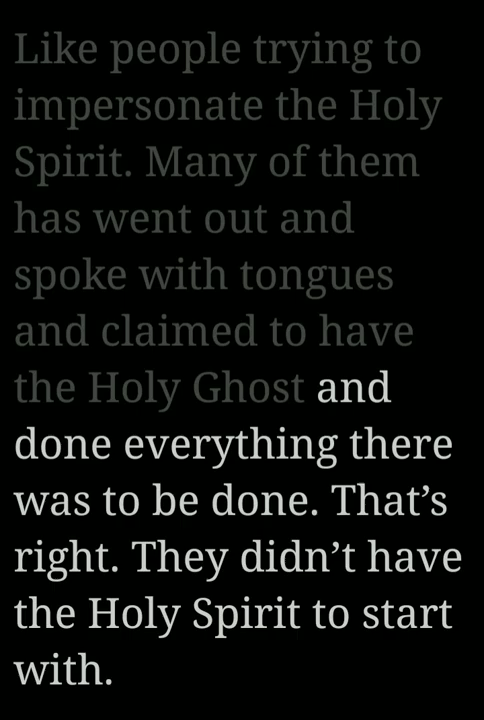 Like people trying to
impersonate the Holy
Spirit. Many of them
has went out and
spoke with tongues
and claimed to have
the Holy Ghost and
done everything there
was to be done. That’s
right. They didn’t have
the Holy Spirit to start
with.